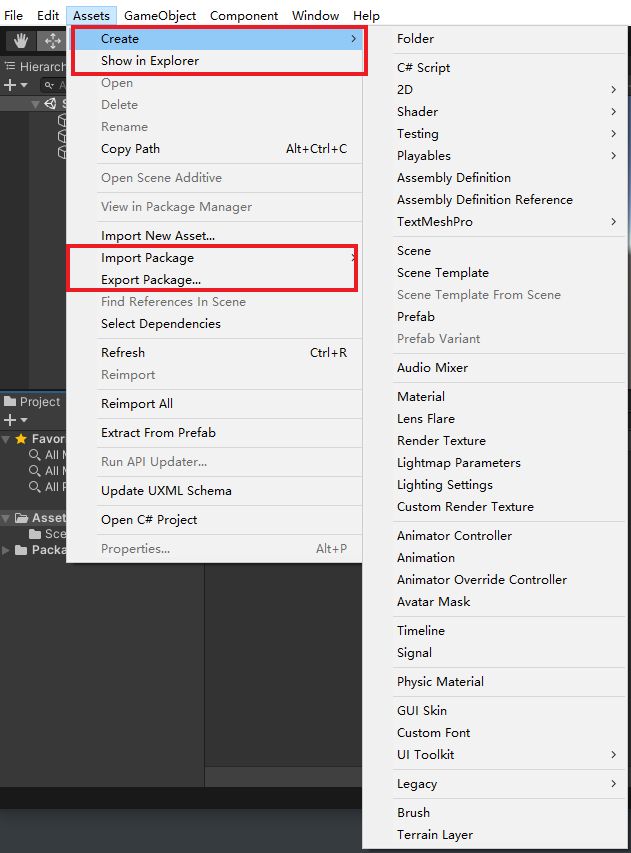 File Edit Assets GameObject Component Window Help
Create
Show in Explorer
Open
Delete
Rename
Copy Path Alt+Ctrl+C
Open Scene Additive
View in Package Manager
Import New Asset...
Import Package
Export Package...
Find References In Scene
Select Dependencies
Refresh Ctrl+R
Reimport
Reimport All
Extract From Prefab
Run API Updater...
Update UXML Schema
Open C# Project
Properties... Alt+P
Folder
C# Script
2D
Shader
Testing
Playables
Assembly Definition
Assembly Definition Reference
TextMeshPro
Scene
Scene Template
Scene Template From Scene
Prefab
Prefab Variant
Audio Mixer
Material
Lens Flare
Render Texture
Lightmap Parameters
Lighting Settings
Custom Render Texture
Animator Controller
Animation
Animator Override Controller
Avatar Mask
Timeline
Signal
Physic Material
GUI Skin
Custom Font
UI Toolkit
Legacy
Brush
Terrain Layer
Hierarch
Project
Favori
All
All
All
Asset
Sce
Packa